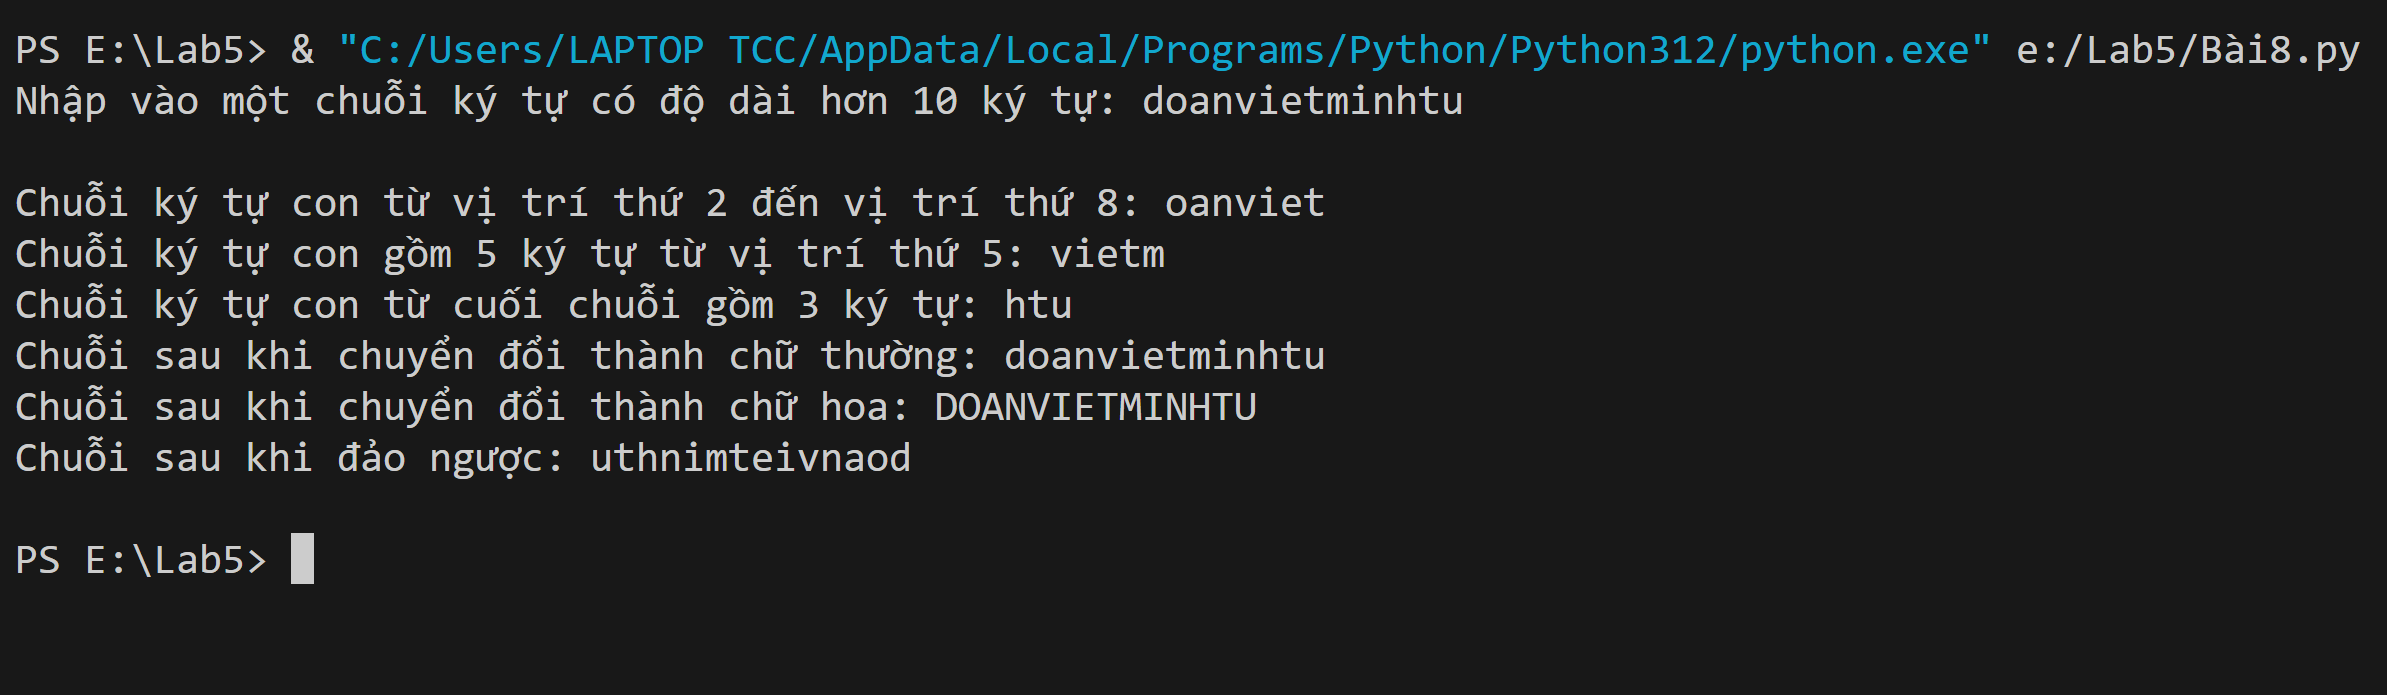 PS E:\Lab5> & "C:/Users/LAPTOP TCC/AppData/Local/Programs/Python/Python312/python.exe" e:/Lab5/Bài8.py
Nhập vào một chuỗi ký tự có độ dài hơn 10 ký tự: doanvietminhtu
Chuỗi ký tự con từ vị trí thứ 2 đến vị trí thứ 8: oanviet
Chuỗi ký tự con gồm 5 ký tự từ vị trí thứ 5: vietm
Chuỗi ký tự con từ cuối chuỗi gồm 3 ký tự: htu
Chuỗi sau khi chuyển đổi thành chữ thường: doanvietminhtu
Chuỗi sau khi chuyển đổi thành chữ hoa: DOANVIETMINHTU
Chuỗi sau khi đảo ngược: uthnimteivnaod
PS E:\Lab5>